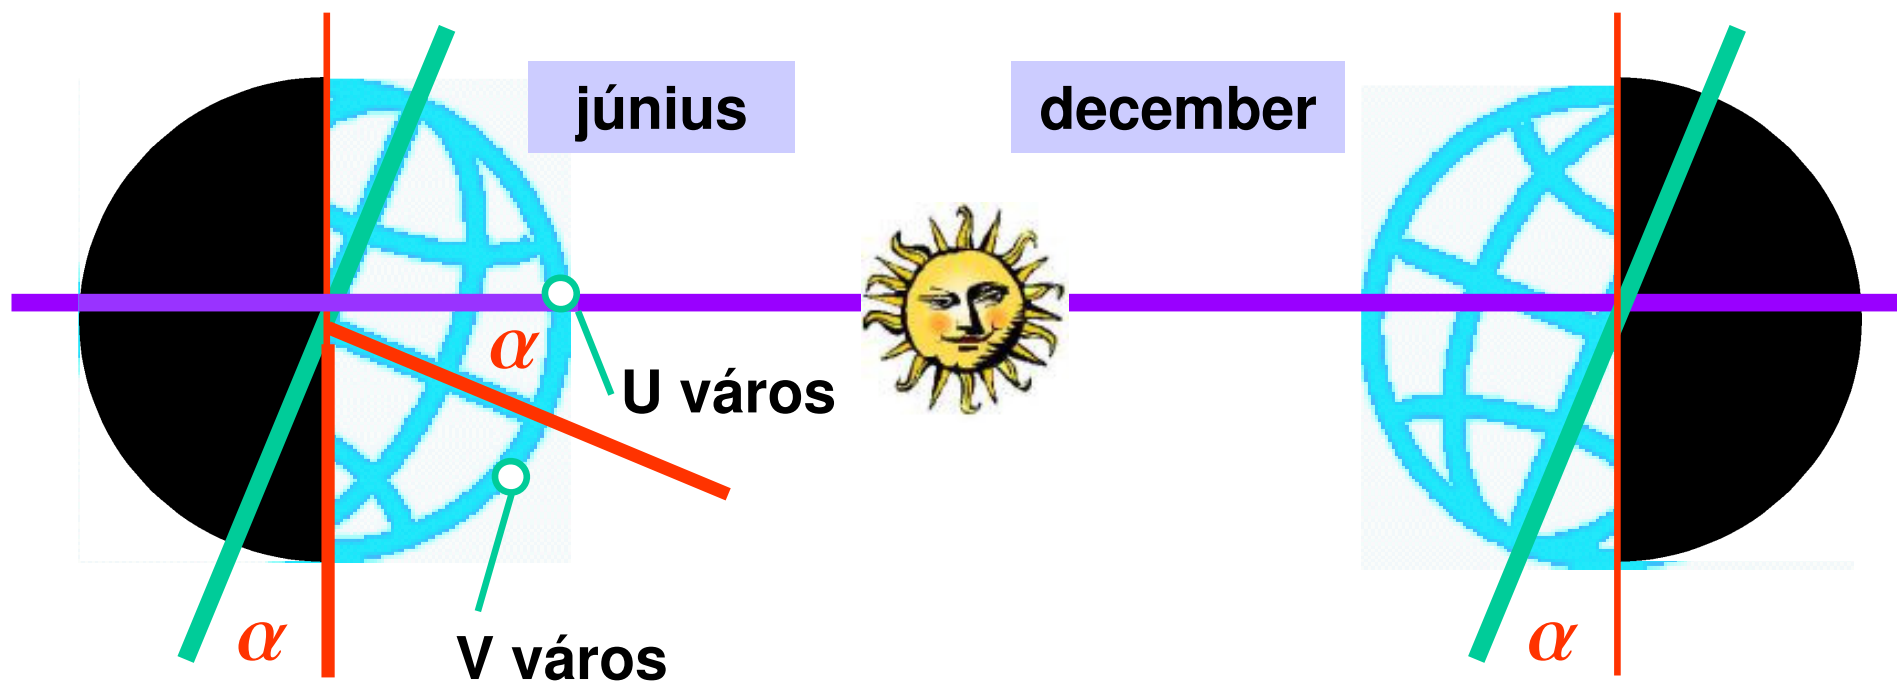 június
december
α
U város
α
V város
α